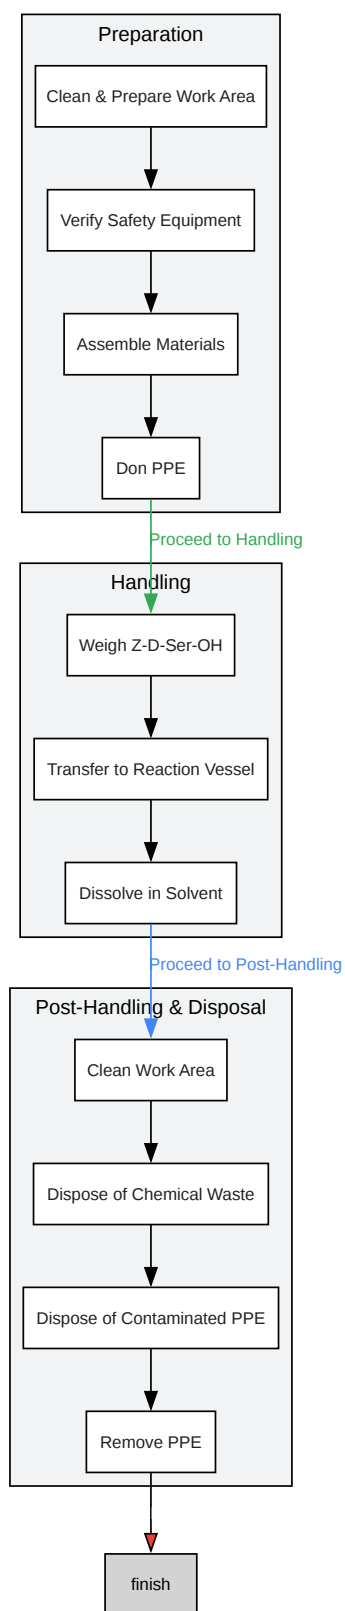 Preparation
Clean & Prepare Work Area
Verify Safety Equipment
Assemble Materials
Don PPE
Proceed to Handling
Handling
Weigh Z-D-Ser-OH
Transfer to Reaction Vessel
Dissolve in Solvent
Proceed to Post-Handling
Post-Handling & Disposal
Clean Work Area
Dispose of Chemical Waste
Dispose of Contaminated PPE
Remove PPE
finish